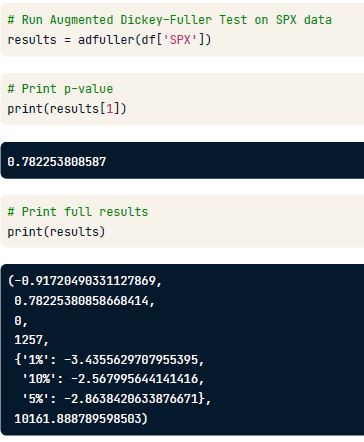 # Run Augmented Dickey-Fuller Test on SPX data
results = adfuller(df['SPX'])
# Print p-value
print(results[1])
0.782253808587
# Print full results
print(results)
(-0.91720490331127869,
0.78225380858668414,
0,
1257,
{'1%': -3.4355629707955395,
'10%': -2.567995644141416,
'5%': -2.8638420633876671},
10161.888789598503)